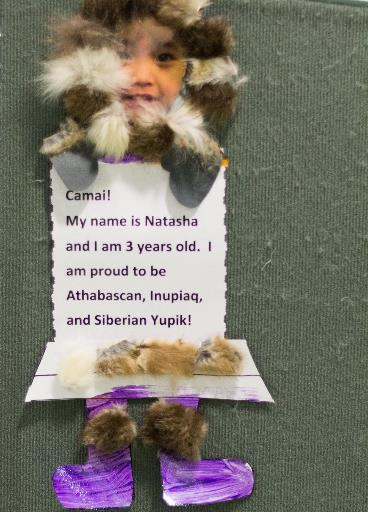 Camai!
My name is Natasha
and I am 3 years old.  I
am proud to be
Athabascan, Inupiaq,
and Siberian Yupik!